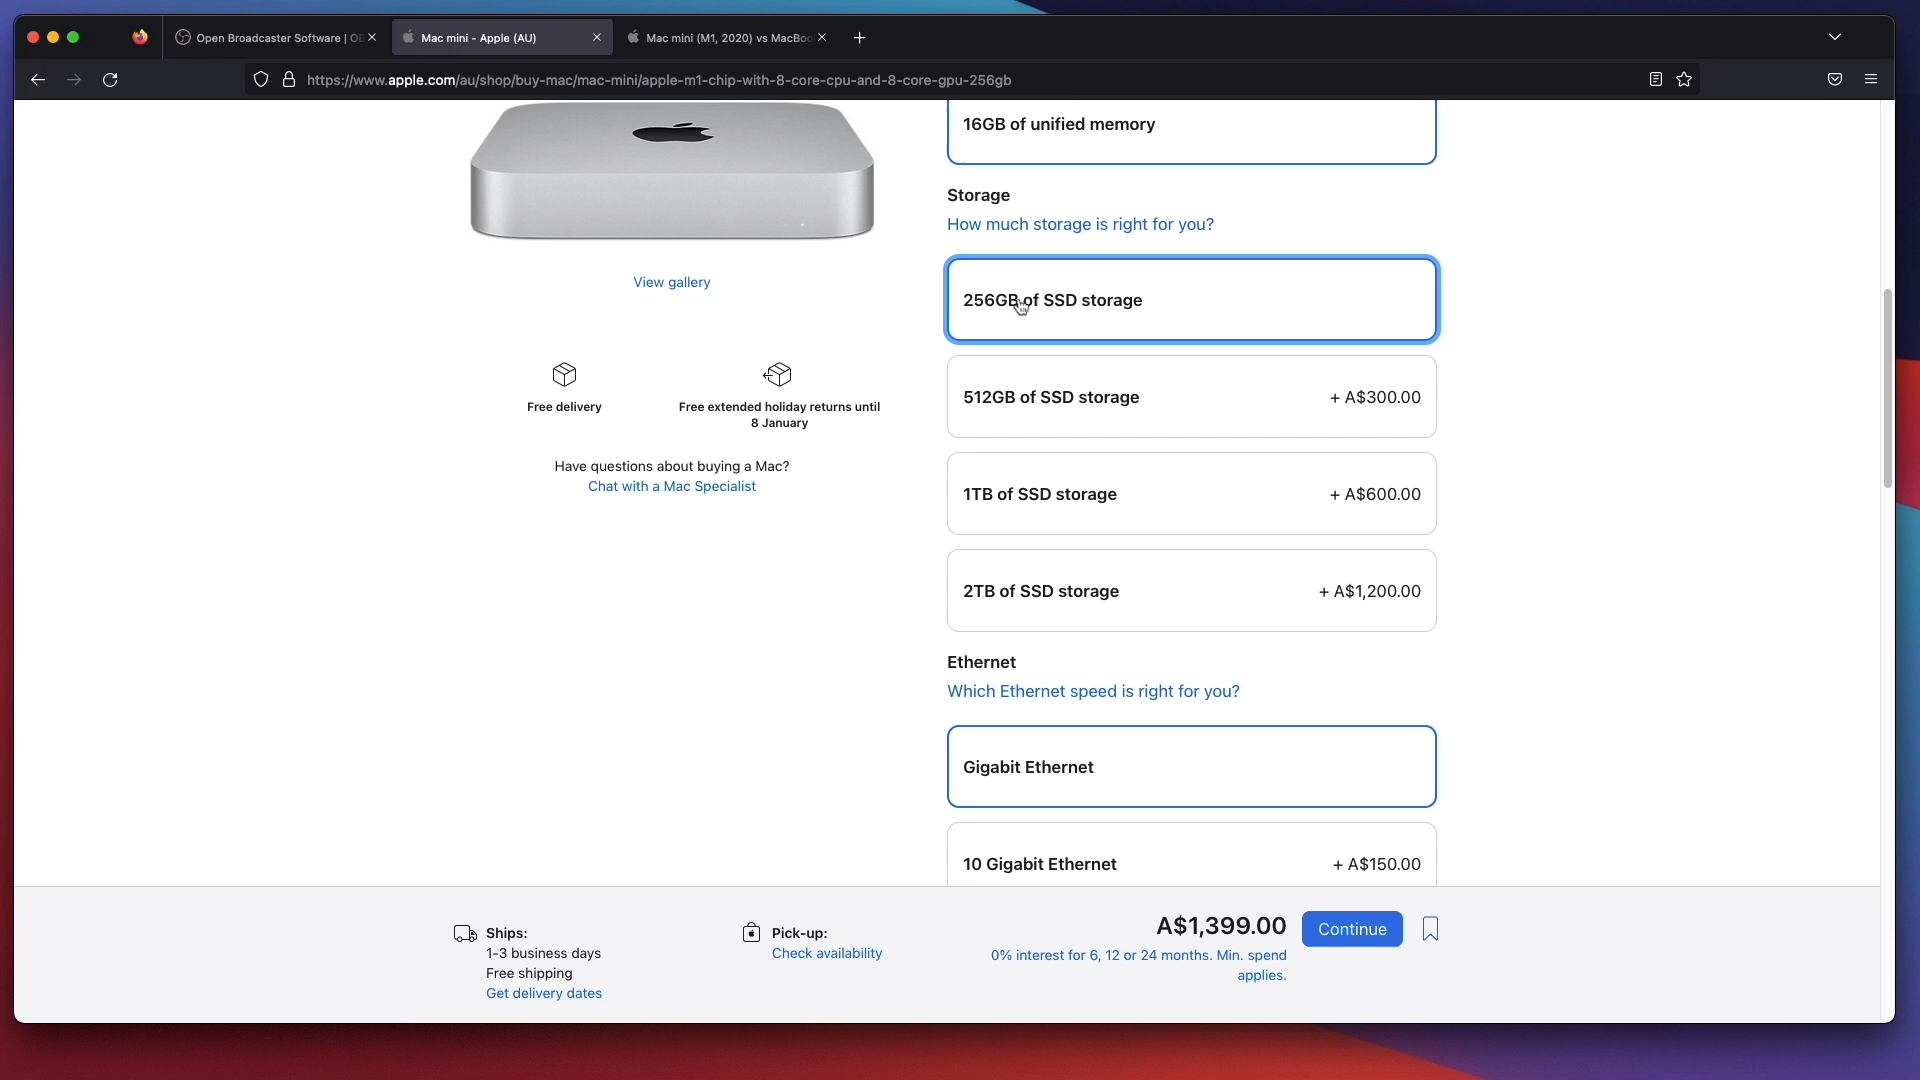 Open Broadcaster Software | OB
Mac mini - Apple (AU)
Mac mini (M1, 2020) vs MacBoo
https://www.apple.com/au/shop/buy-mac/mac-mini/apple-m1-chip-with-8-core-cpu-and-8-core-gpu-256gb
View gallery
Free delivery
Free extended holiday returns until
8 January
Have questions about buying a Mac?
Chat with a Mac Specialist
16GB of unified memory
Storage
How much storage is right for you?
256GB of SSD storage
512GB of SSD storage + A$300.00
1TB of SSD storage + A$600.00
2TB of SSD storage + A$1,200.00
Ethernet
Which Ethernet speed is right for you?
Gigabit Ethernet
10 Gigabit Ethernet + A$150.00
Ships:
1-3 business days
Free shipping
Get delivery dates
Pick-up:
Check availability
A$1,399.00
0% interest for 6, 12 or 24 months. Min. spend
applies.
Continue